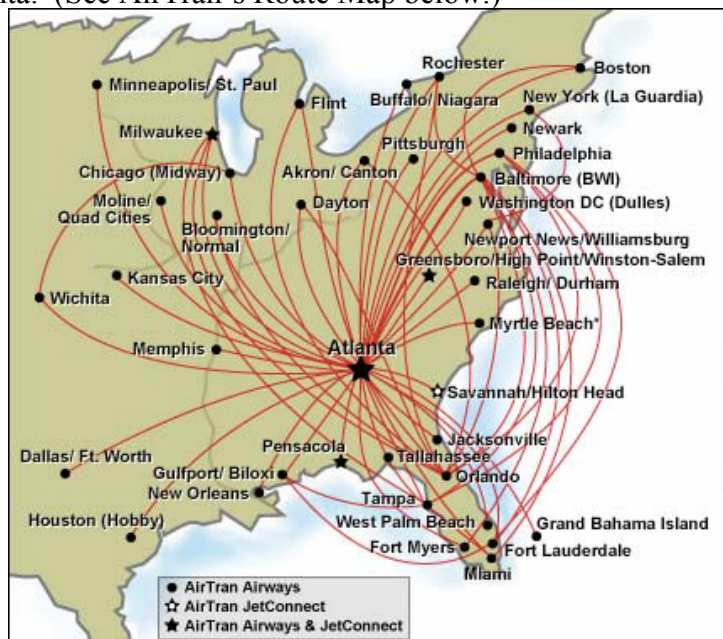 (See AirTran's Route Map below.)
Rochester
Minneapolis/ St. Paul
Boston
Flint
Buffalo/ Niagara
New York (La Guardia)
Milwaukee
Pittsburgh
Newark
Philadelphia
Chicago (Midway)
Akron/ Canton
Baltimore (BWI)
Moline/
Quad Cities
Dayton
Washington DC (Dulles)
Bloomington/
Normal
Newport News/Williamsburg
Greensboro/High Point/Winston-Salem
Kansas City
Raleigh/ Durham
Wichita
Myrtle Beach*
Memphis
Atlanta
Savannah/Hilton Head
Jacksonville
Pensacola
Tallahassee
Dallas/ Ft. Worth
Gulfport/ Biloxi
Orlando
New Orleans
Tampa
West Palm Beach
Grand Bahama Island
Houston (Hobby)
Fort Myers
Fort Lauderdale
Miami
AirTran Airways
AirTran JetConnect
AirTran Airways & JetConnect